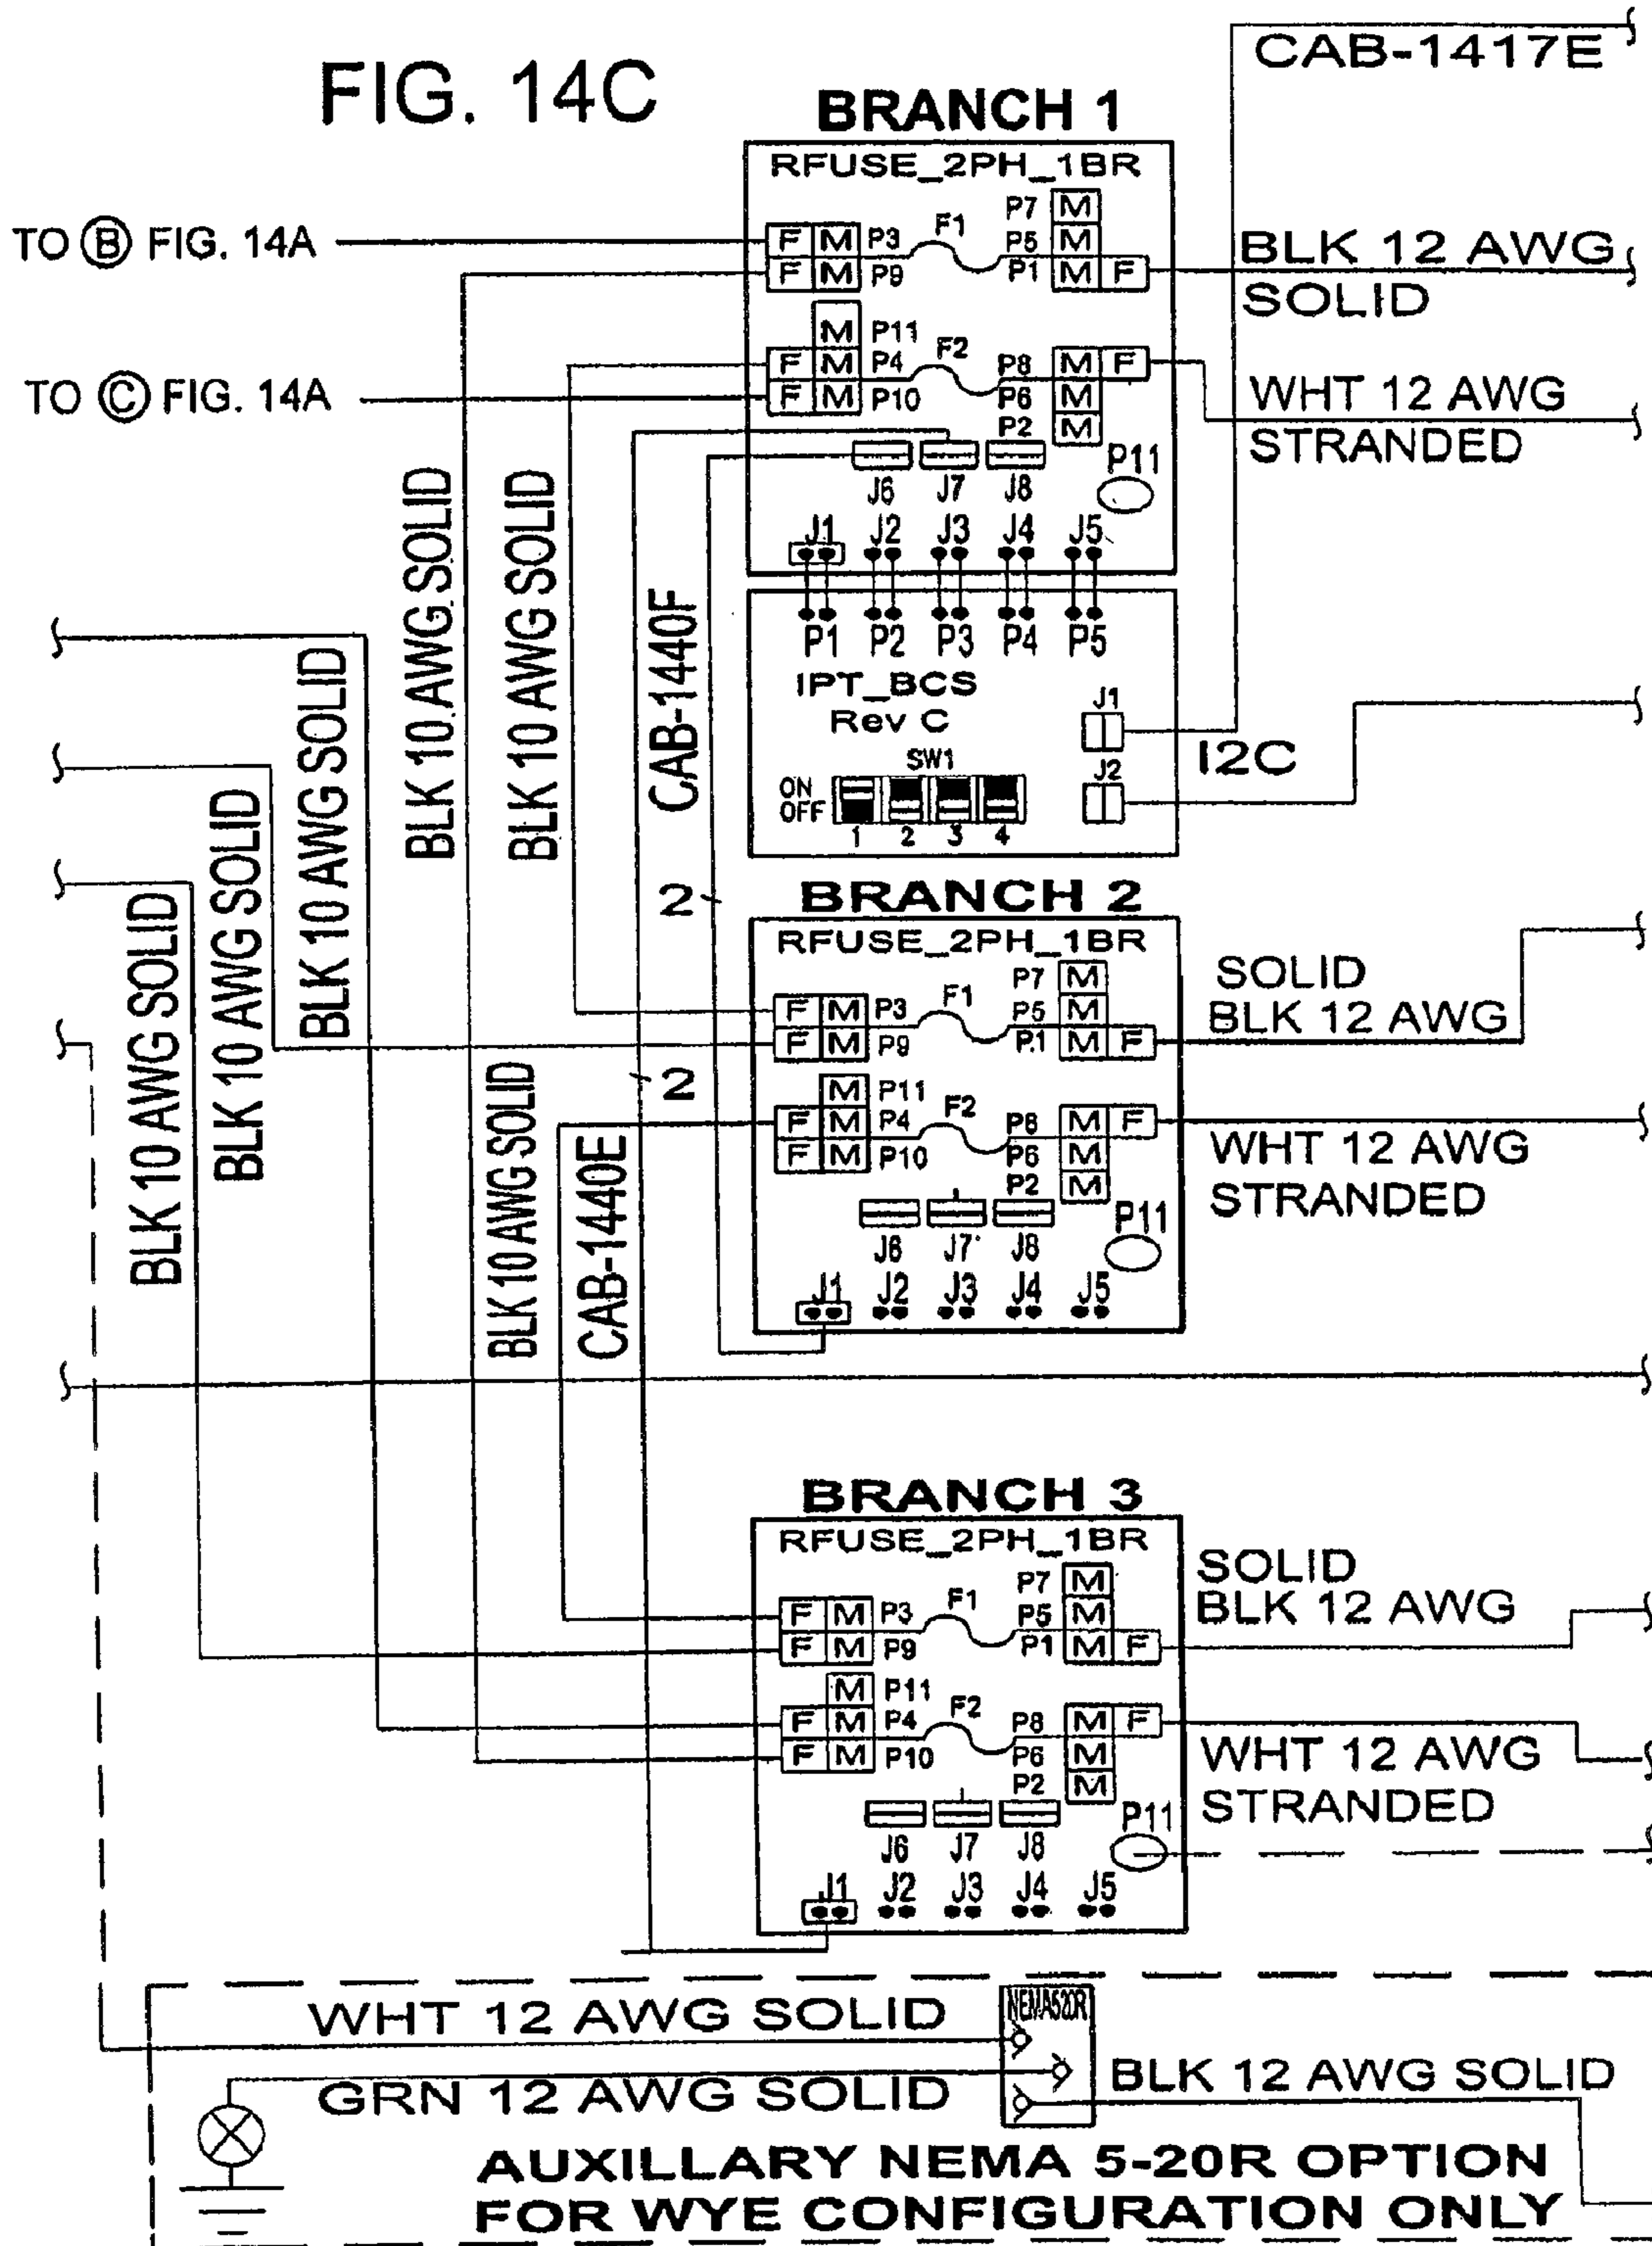 FIG. 14C
CAB-1417E
BRANCH 1
RFUSE_2PH_1BR
TO B FIG. 14A
F M P3
F1
P7 M
P5 M
F M P9
P1 M F
BLK 12 AWG
SOLID
M P11
F M P4
F2
P8 M F
TO C FIG. 14A
F M P10
P6 M
P2 M
WHT 12 AWG
STRANDED
P11
J6 J7 J8
J1 J2 J3 J4 J5
P1 P2 P3 P4 P5
IPT_BCS
Rev C
SW1
ON
OFF
1 2 3 4
J1
J2
I2C
BLK 10 AWG SOLID
BLK 10 AWG SOLID
CAB-1440F
BLK 10 AWG SOLID
BLK 10 AWG SOLID
BLK 10 AWG SOLID
2
2
BRANCH 2
RFUSE_2PH_1BR
P7 M
F M P3
F1
P5 M
F M P9
P.1 M F
SOLID
BLK 12 AWG
M P11
F M P4
F2
P8 M F
F M P10
P6 M
P2 M
WHT 12 AWG
STRANDED
P11
J6 J7 J8
J1 J2 J3 J4 J5
BLK 10 AWG SOLID
CAB-1440E
BRANCH 3
RFUSE_2PH_1BR
P7 M
F M P3
F1
P5 M
F M P9
P1 M F
SOLID
BLK 12 AWG
M P11
F M P4
F2
P8 M F
F M P10
P6 M
P2 M
WHT 12 AWG
STRANDED
P11
J6 J7 J8
J1 J2 J3 J4 J5
WHT 12 AWG SOLID
NEMA520R
GRN 12 AWG SOLID
BLK 12 AWG SOLID
AUXILLARY NEMA 5-20R OPTION
FOR WYE CONFIGURATION ONLY